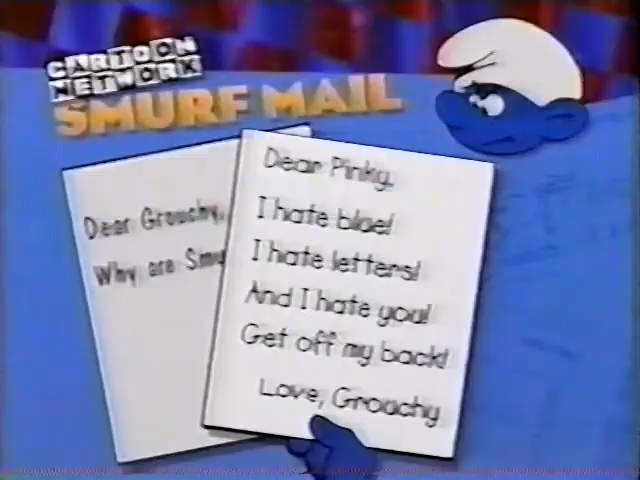 CARTOON
NETWORK
SMURF MAIL
Dear Grouchy,
Why are
Dear Pinky,
I hate blue!
I hate letters!
And I hate you!
Get off my back!
Love, Grouchy